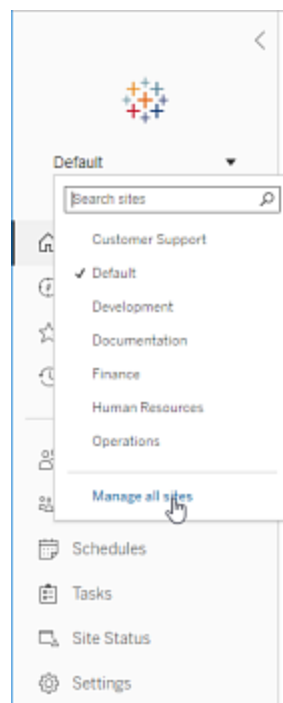 Default
Search sites
Customer Support
Default
Development
Documentation
Finance
Human Resources
Operations
Manage all sites
Schedules
Tasks
Site Status
Settings